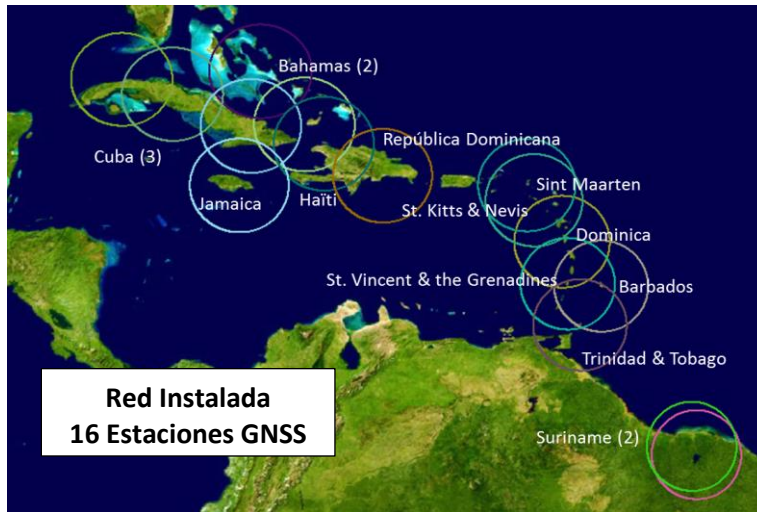 Bahamas (2)
Cuba (3)
República Dominicana
Jamaica
Haïti
Sint Maarten
St. Kitts & Nevis
Dominica
St. Vincent & the Grenadines
Barbados
Trinidad & Tobago
Red Instalada
16 Estaciones GNSS
Suriname (2)